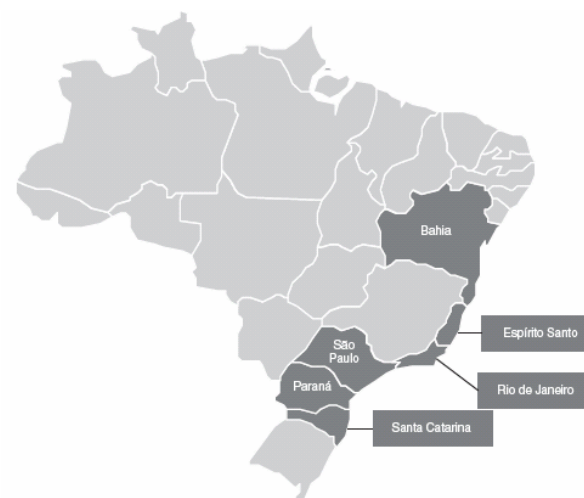 Bahia
Espírito Santo
São
Paulo
Rio de Janeiro
Paraná
Santa Catarina